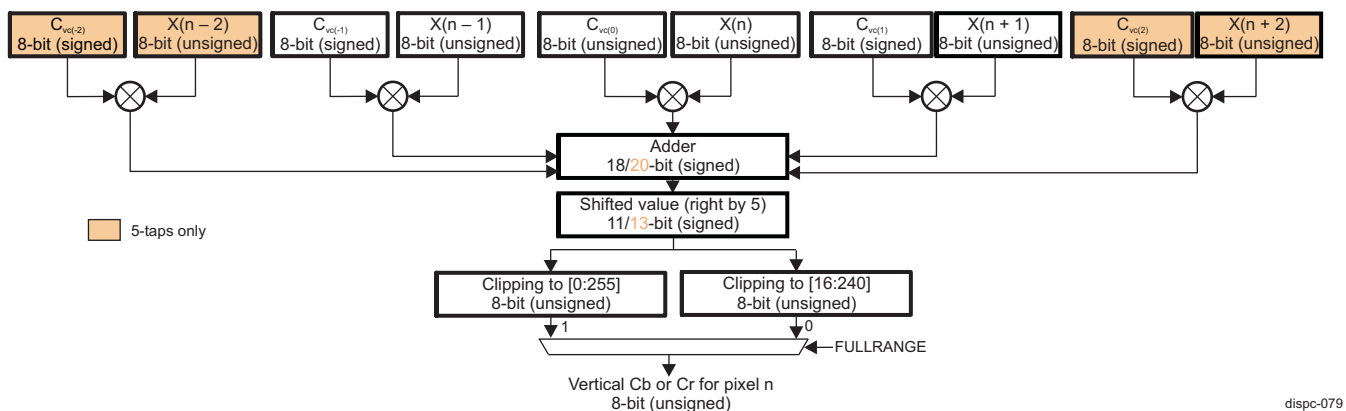 Cvc(-2)
8-bit (signed)
X(n – 2)
8-bit (unsigned)
Cvc(-1)
8-bit (signed)
X(n – 1)
8-bit (unsigned)
Cvc(0)
8-bit (signed)
X(n)
8-bit (unsigned)
Cvc(1)
8-bit (signed)
X(n + 1)
8-bit (unsigned)
Cvc(2)
8-bit (signed)
X(n + 2)
8-bit (unsigned)
Adder
18/20-bit (signed)
Shifted value (right by 5)
11/13-bit (signed)
5-taps only
Clipping to [0:255]
8-bit (unsigned)
Clipping to [16:240]
8-bit (unsigned)
1
0
FULLRANGE
Vertical Cb or Cr for pixel n
8-bit (unsigned)
dispc-079